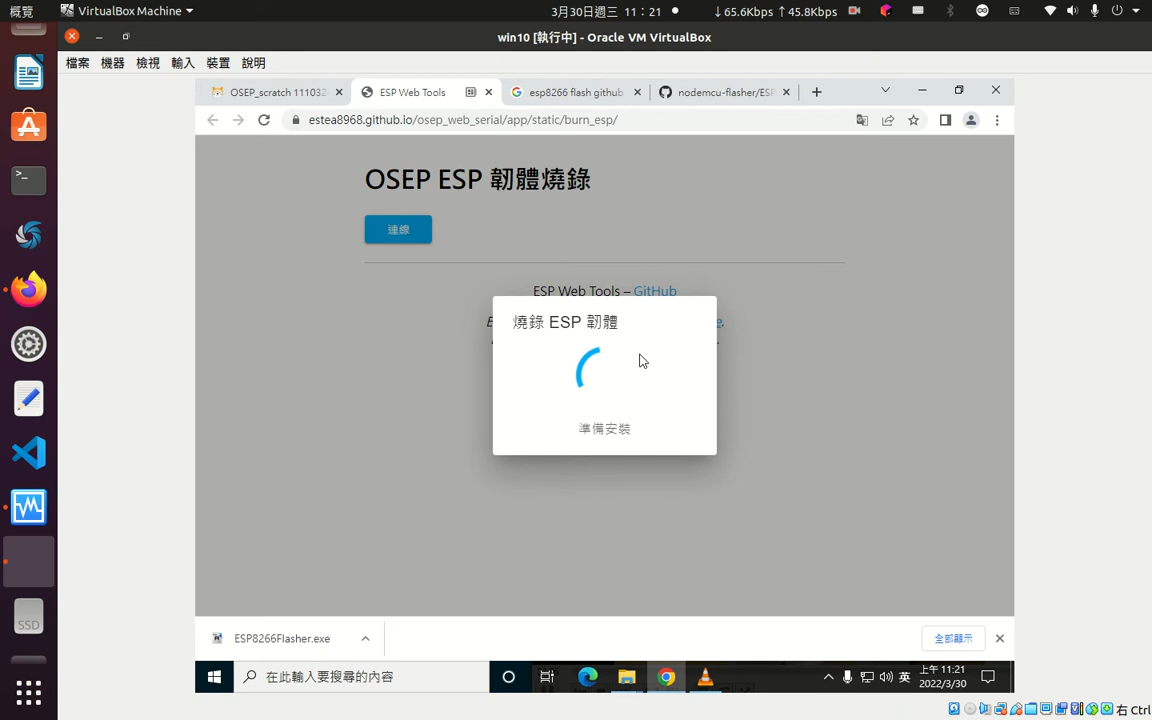 概覽
VirtualBox Machine
3月30日週三 11：21
↓65.6Kbps ↑45.8Kbps
win10 [執行中] - Oracle VM VirtualBox
檔案 機器 檢視 輸入 裝置 說明
OSEP_scratch 111032
ESP Web Tools
esp8266 flash github
nodemcu-flasher/ESP
estea8968.github.io/osep_web_serial/app/static/burn_esp/
OSEP ESP 韌體燒錄
連線
ESP Web Tools – GitHub
燒錄 ESP 韌體
準備安裝
ESP8266Flasher.exe
全部顯示
SSD
在此輸入要搜尋的內容
英
上午 11:21
2022/3/30
右 Ctrl